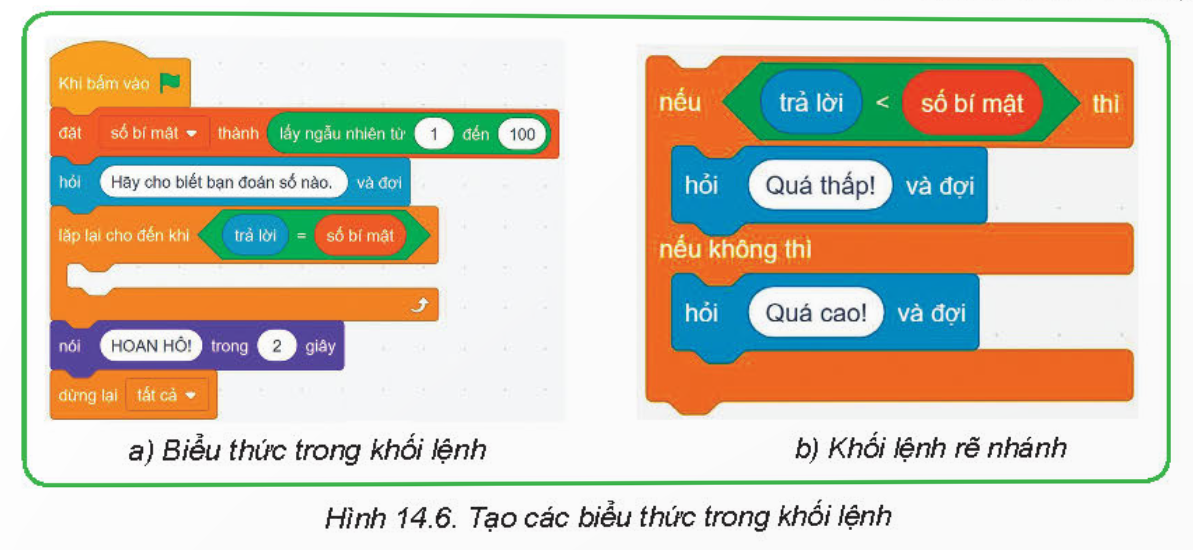 Khi bấm vào
đặt số bí mật thành lấy ngẫu nhiên từ 1 đến 100
hỏi Hãy cho biết bạn đoán số nào. và đợi
lặp lại cho đến khi trả lời = số bí mật
nói HOAN HÔ! trong 2 giây
dừng lại tất cả
a) Biểu thức trong khối lệnh
nếu trả lời < số bí mật thì
hỏi Quá thấp! và đợi
nếu không thì
hỏi Quá cao! và đợi
b) Khối lệnh rẽ nhánh
Hình 14.6. Tạo các biểu thức trong khối lệnh